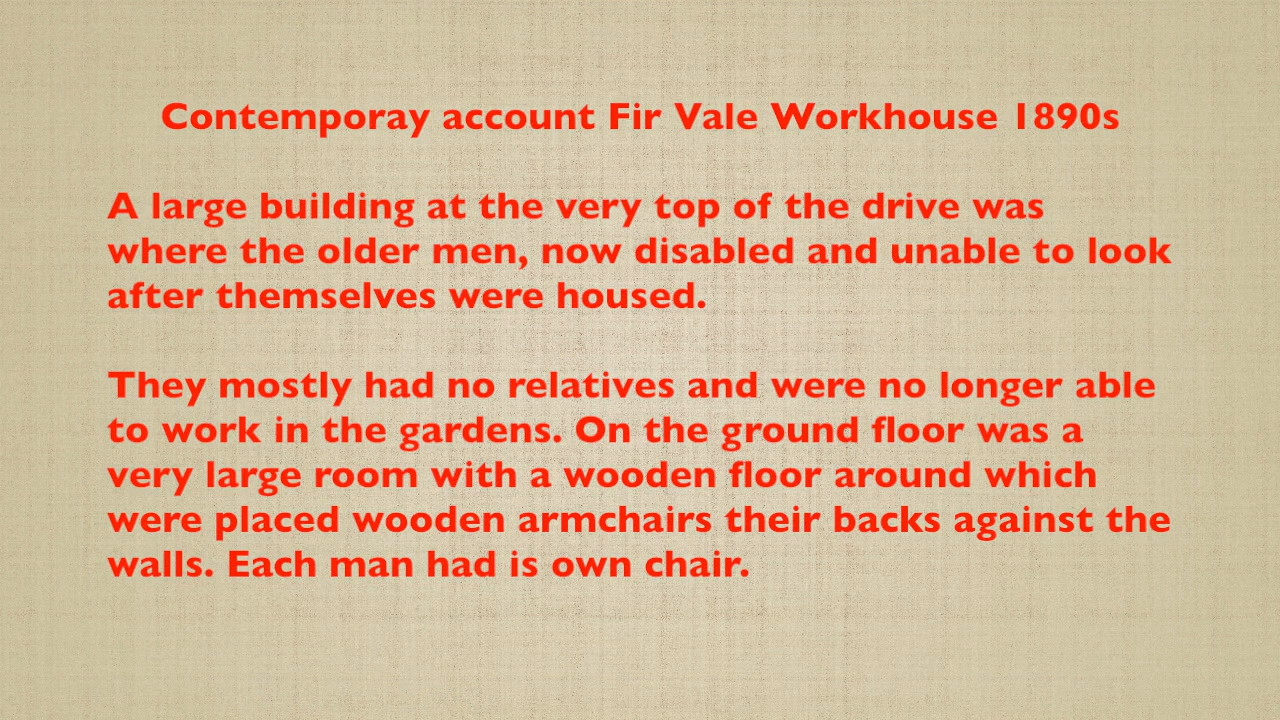 Contemporay account Fir Vale Workhouse 1890s
A large building at the very top of the drive was
where the older men, now disabled and unable to look
after themselves were housed.
They mostly had no relatives and were no longer able
to work in the gardens. On the ground floor was a
very large room with a wooden floor around which
were placed wooden armchairs their backs against the
walls. Each man had is own chair.